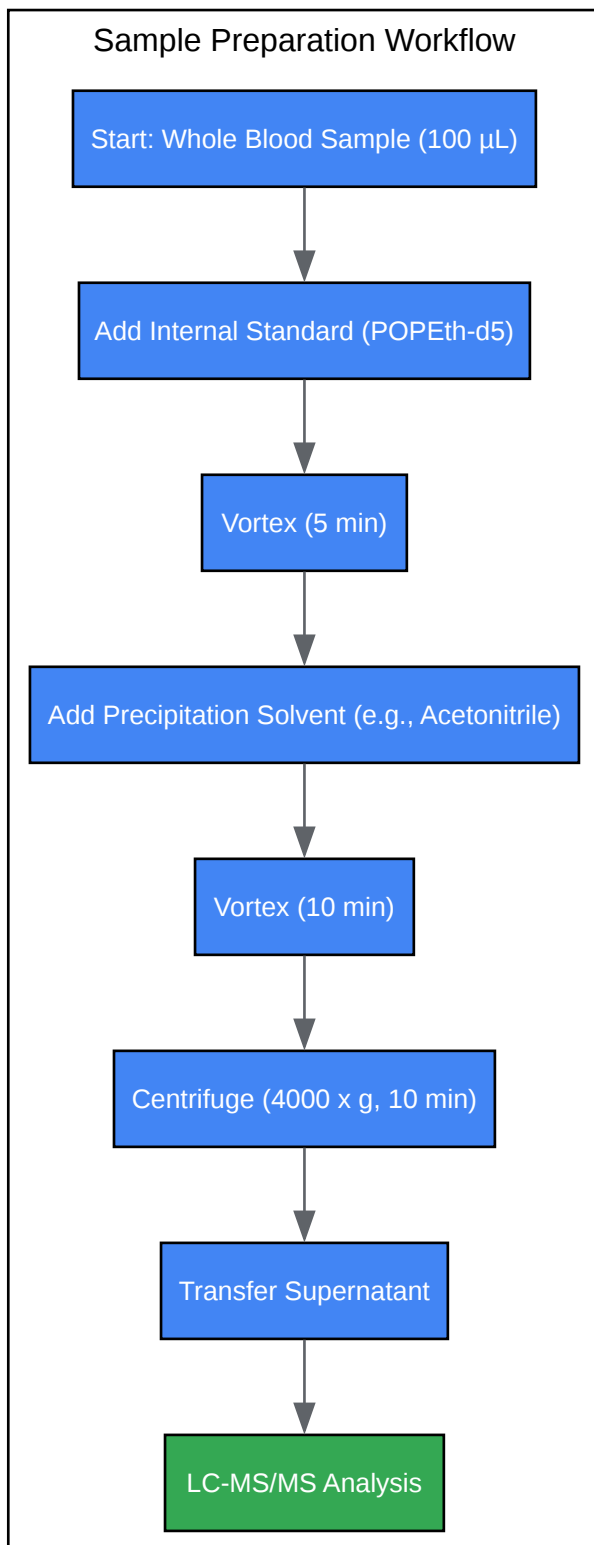 Sample Preparation Workflow
Start: Whole Blood Sample (100 µL)
Add Internal Standard (POPEth-d5)
Vortex (5 min)
Add Precipitation Solvent (e.g., Acetonitrile)
Vortex (10 min)
Centrifuge (4000 x g, 10 min)
Transfer Supernatant
LC-MS/MS Analysis